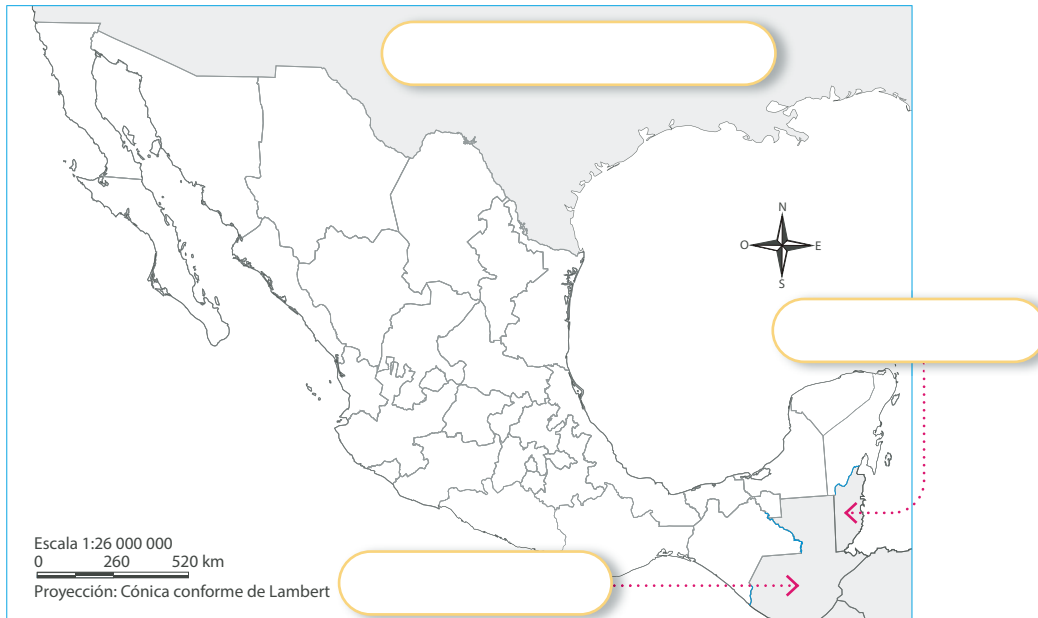 N
O E
S
Escala 1:26 000 000
0 260 520 km
Proyección: Cónica conforme de Lambert